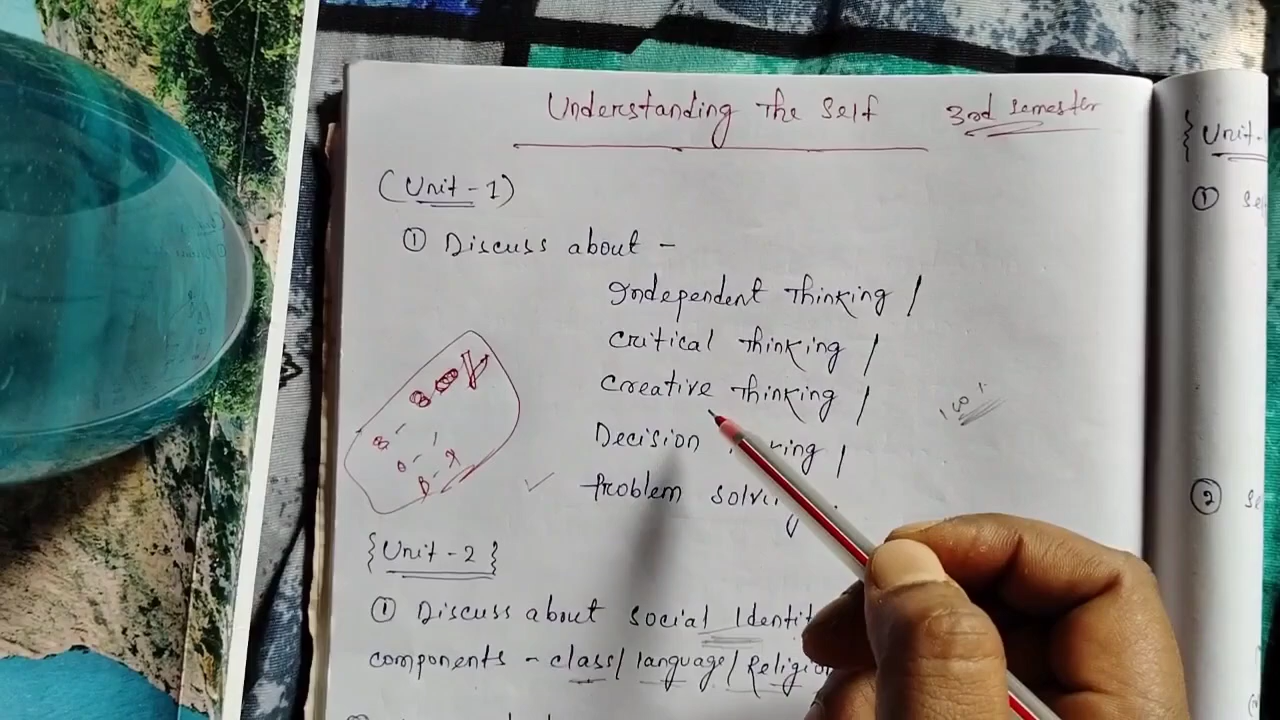 Understanding The Self 3rd semester
(Unit - 1)
① Discuss about -
Independent Thinking /
Critical Thinking /
Creative Thinking /
Decision
Problem
{Unit - 2}
① Discuss about social
components - class/ language/
{Unit-
①
②